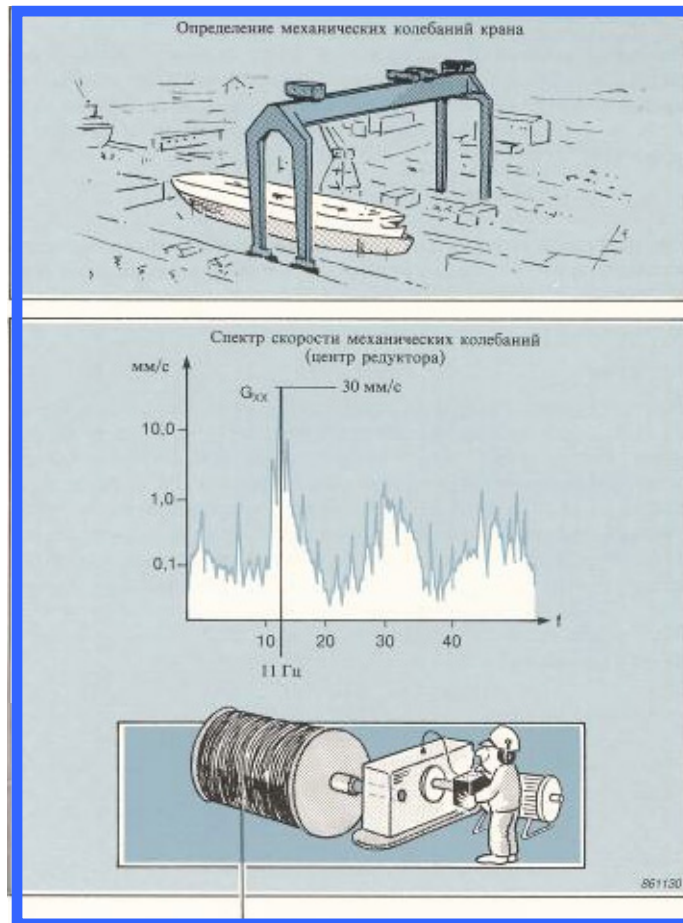 Определение механических колебаний крана
Спектр скорости механических колебаний
(центр редуктора)
мм/с
Gxx
30 мм/с
10,0
1,0
0,1
10
20
30
40
f
11 Гц
861130